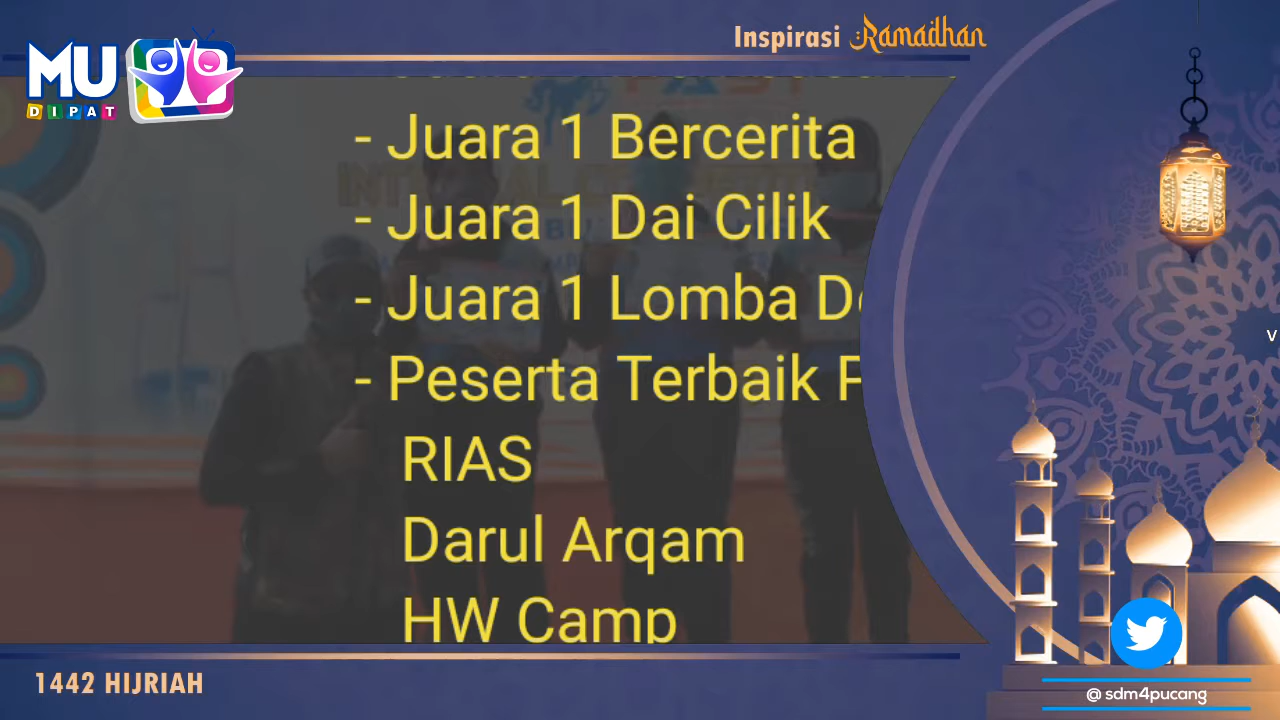 Inspirasi Ramadhan
MU
DIPAT
- Juara 1 Bercerita
- Juara 1 Dai Cilik
- Juara 1 Lomba
- Peserta Terbaik
RIAS
Darul Arqam
HW Camp
1442 HIJRIAH
@ sdm4pucang